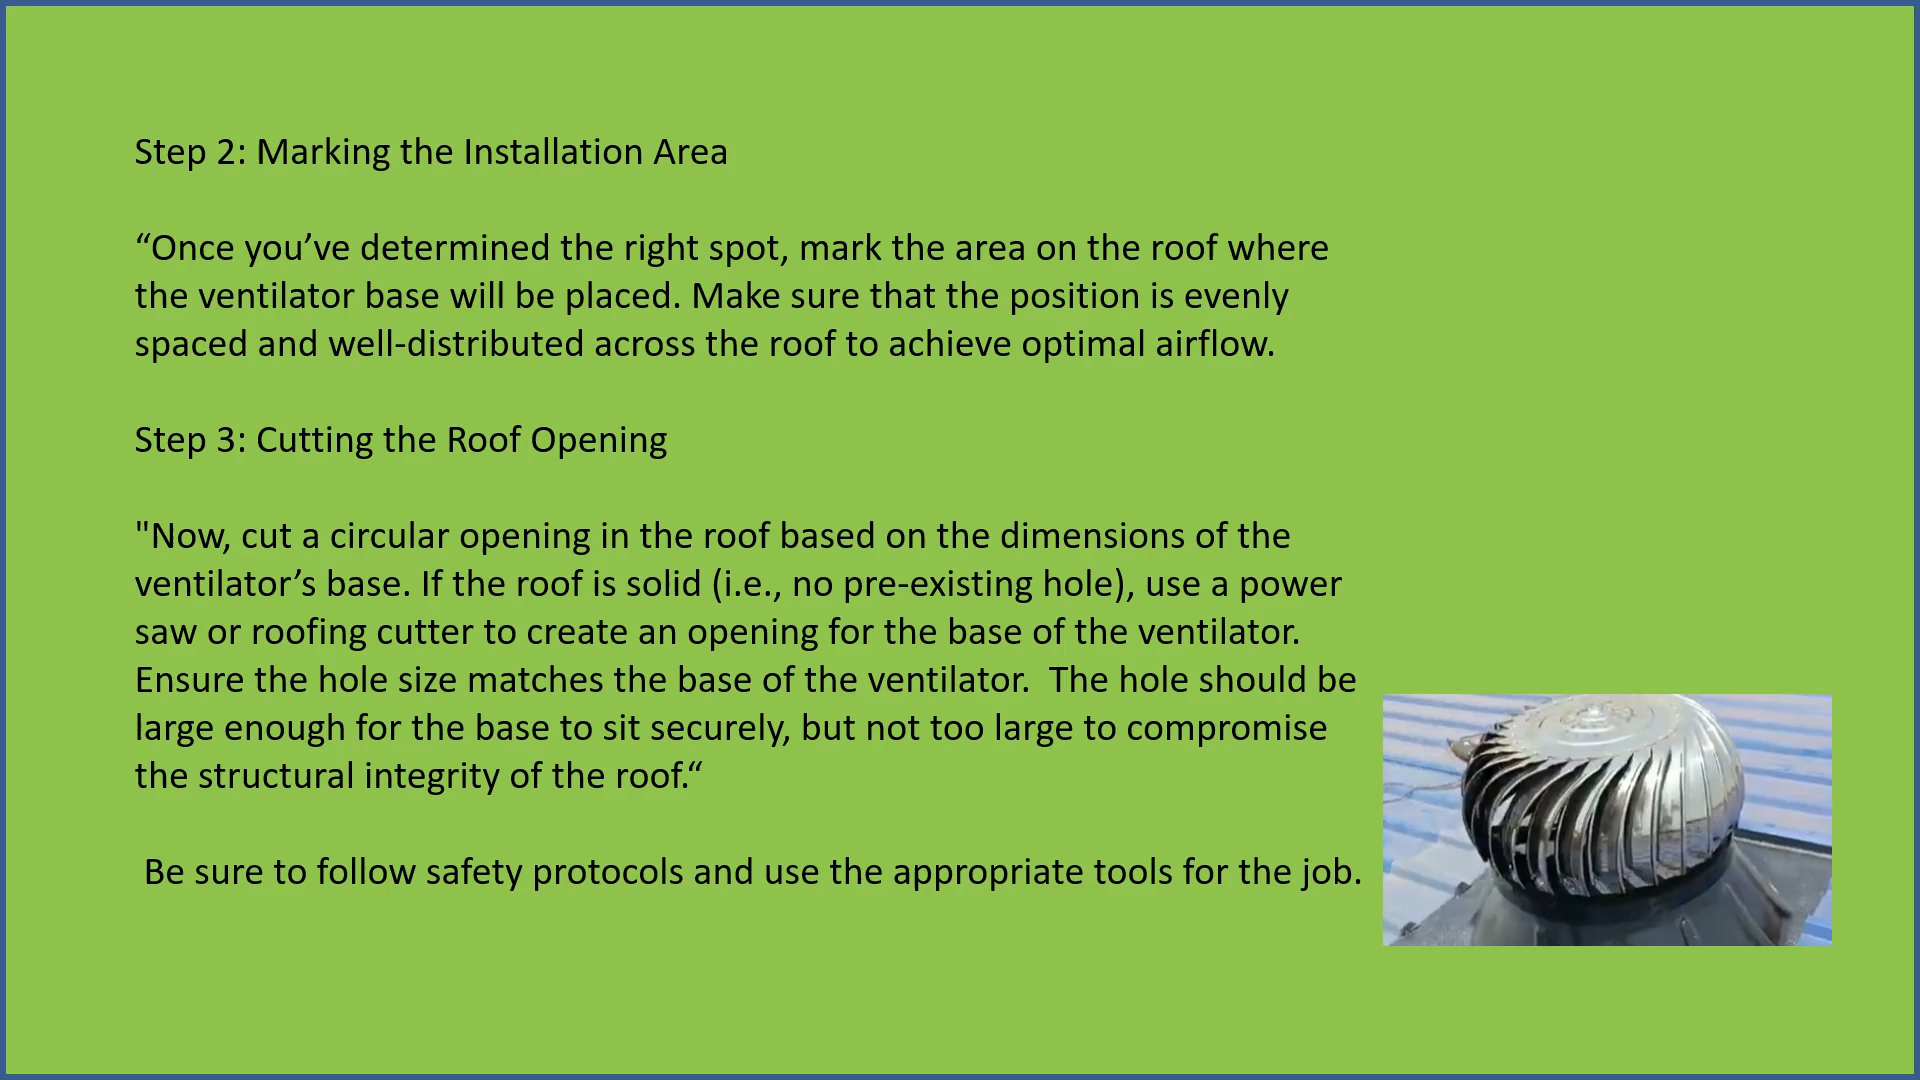 Step 2: Marking the Installation Area
“Once you’ve determined the right spot, mark the area on the roof where
the ventilator base will be placed. Make sure that the position is evenly
spaced and well-distributed across the roof to achieve optimal airflow.
Step 3: Cutting the Roof Opening
"Now, cut a circular opening in the roof based on the dimensions of the
ventilator’s base. If the roof is solid (i.e., no pre-existing hole), use a power
saw or roofing cutter to create an opening for the base of the ventilator.
Ensure the hole size matches the base of the ventilator.  The hole should be
large enough for the base to sit securely, but not too large to compromise
the structural integrity of the roof.“
Be sure to follow safety protocols and use the appropriate tools for the job.